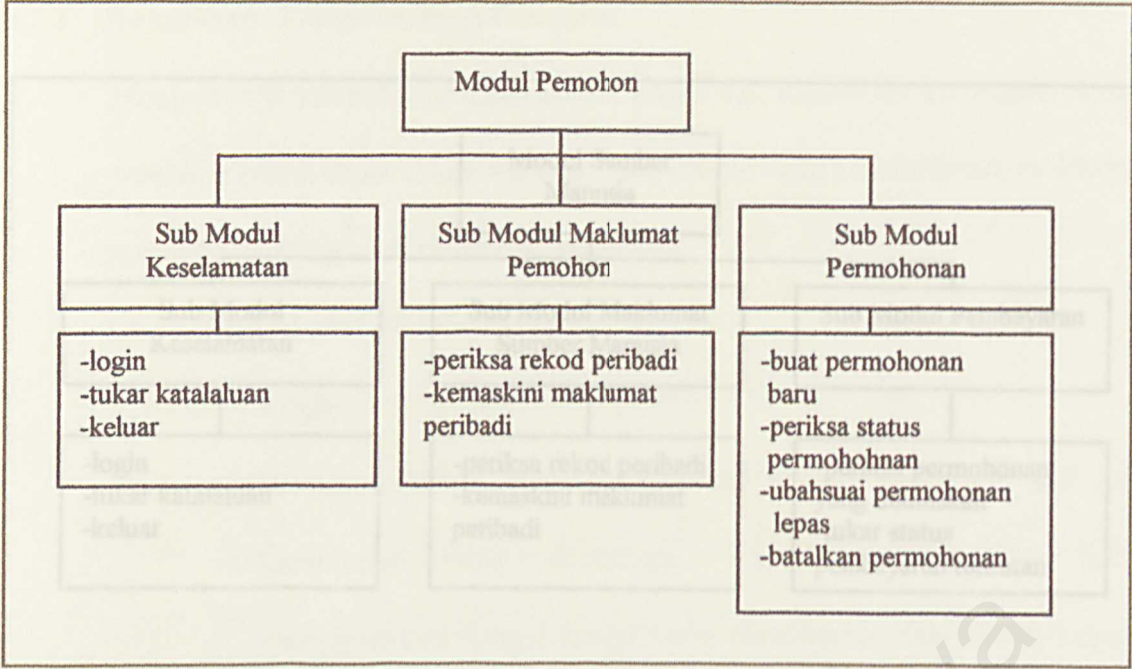 Modul Pemohon
Sub Modul
Keselamatan
-login
-tukar katalaluan
-keluar
Sub Modul Maklumat
Pemohon
-periksa rekod peribadi
-kemaskini maklumat
peribadi
Sub Modul
Permohonan
-buat permohonan
baru
-periksa status
permohohnan
-ubahsuai permohonan
lepas
-batalkan permohonan